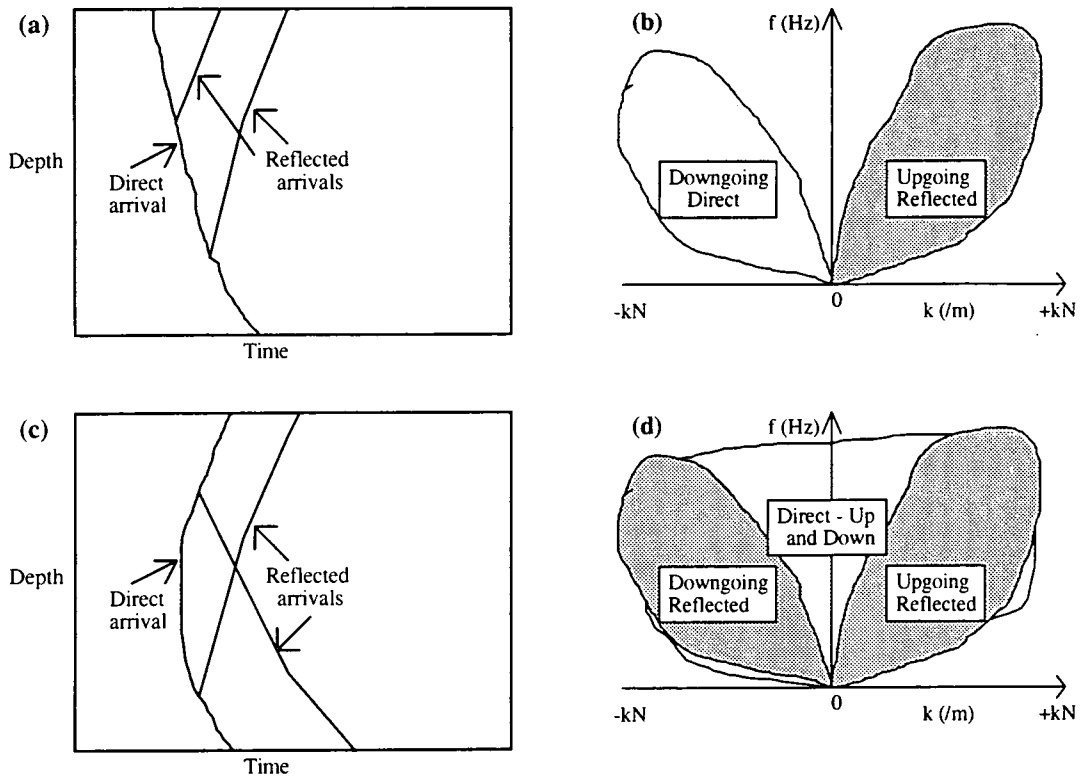 (a)
Depth
Direct
arrival
Reflected
arrivals
Time
(b)
f (Hz)
Downgoing
Direct
Upgoing
Reflected
-kN
0
k (/m)
+kN
(c)
Depth
Direct
arrival
Reflected
arrivals
Time
(d)
f (Hz)
Direct - Up
and Down
Downgoing
Reflected
Upgoing
Reflected
-kN
0
k (/m)
+kN